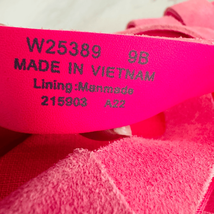 W25389 9B
MADE IN VIETNAM
Lining: Manmade
215903 A22